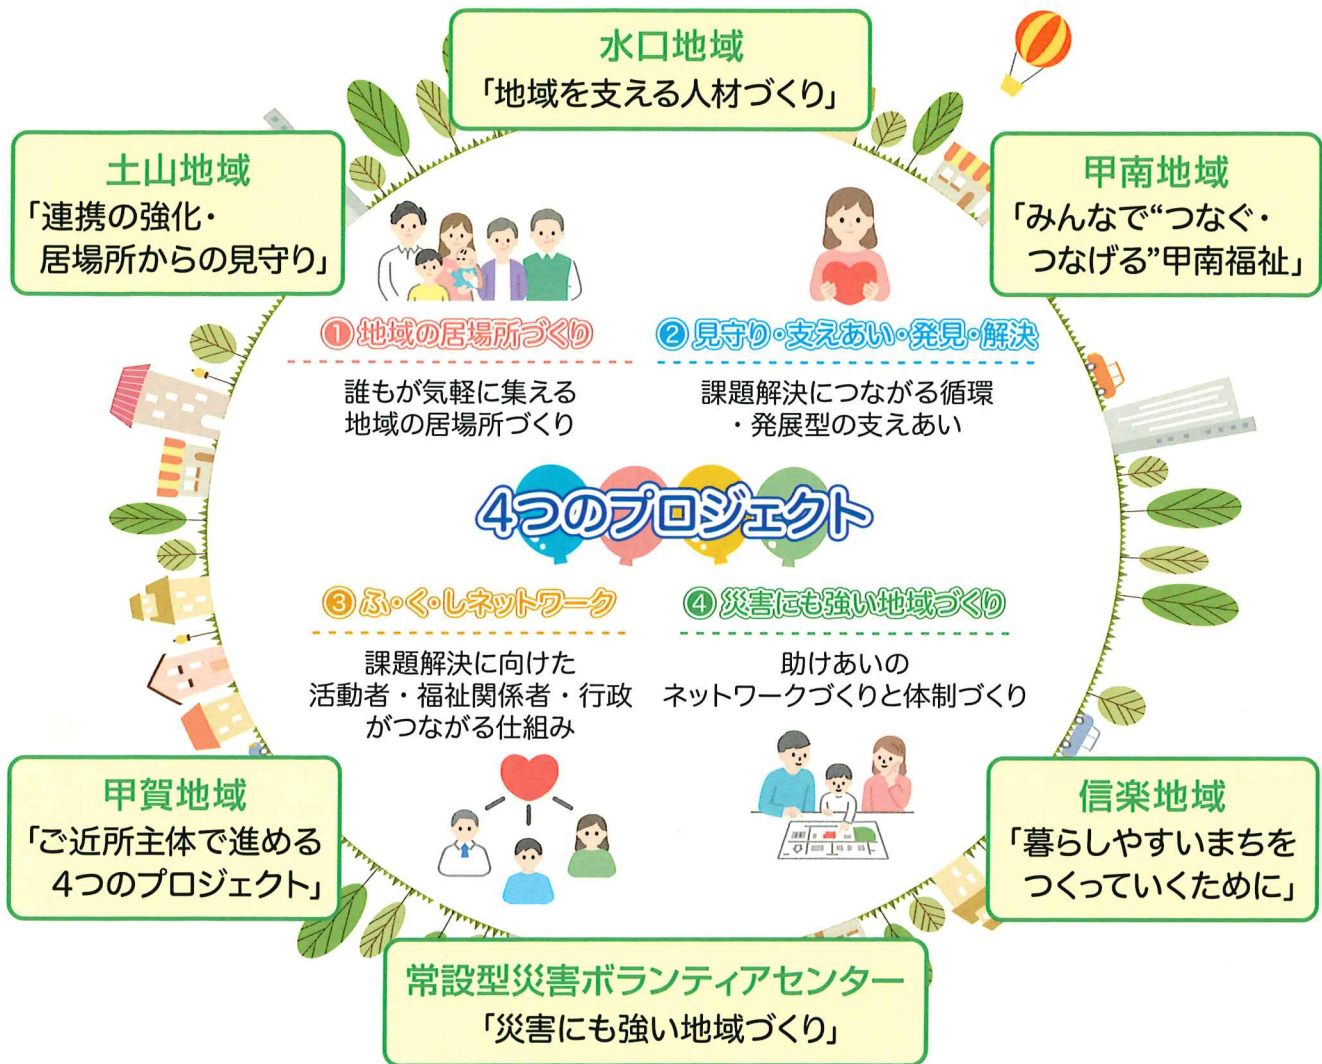 水口地域
「地域を支える人材づくり」
土山地域
「連携の強化・
居場所からの見守り」
甲南地域
「みんなで“つなぐ・
つなげる”甲南福祉」
① 地域の居場所づくり
誰もが気軽に集える
地域の居場所づくり
② 見守り・支えあい・発見・解決
課題解決につながる循環
・発展型の支えあい
4つのプロジェクト
③ ふ・く・しネットワーク
課題解決に向けた
活動者・福祉関係者・行政
がつながる仕組み
④ 災害にも強い地域づくり
助けあいの
ネットワークづくりと体制づくり
甲賀地域
「ご近所主体で進める
4つのプロジェクト」
信楽地域
「暮らしやすいまちを
つくっていくために」
常設型災害ボランティアセンター
「災害にも強い地域づくり」